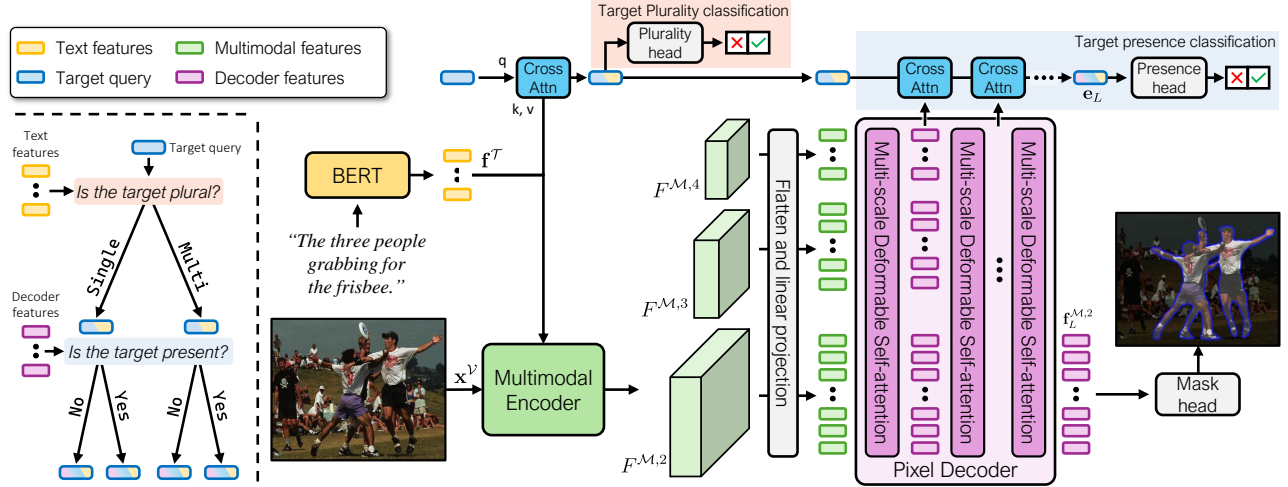 Text features
Multimodal features
Target query
Decoder features
Text
features
Target query
Is the target plural?
Single
Multi
Decoder
features
Is the target present?
No
Yes
No
Yes
Target Plurality classification
Plurality
head
q
Cross
Attn
k, v
Target presence classification
Cross
Attn
Cross
Attn
e_L
Presence
head
BERT
f^𝒯
“The three people
grabbing for
the frisbee.”
x^𝒱
Multimodal
Encoder
F^{ℳ,4}
F^{ℳ,3}
F^{ℳ,2}
Flatten and linear projection
Multi-scale Deformable Self-attention
Multi-scale Deformable Self-attention
Multi-scale Deformable Self-attention
Pixel Decoder
f_L^{ℳ,2}
Mask
head